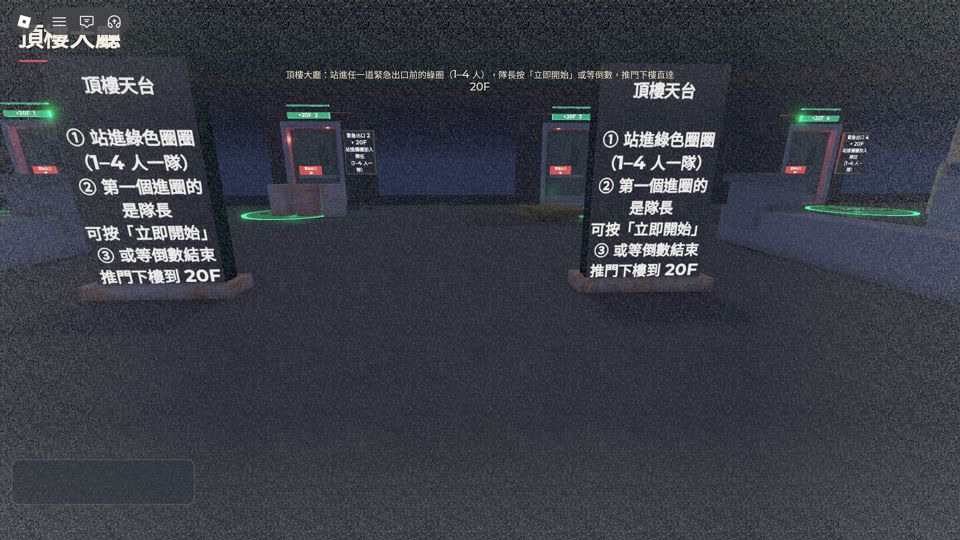 頂樓大廳
頂樓大廳：站進任一道緊急出口前的綠圈（1–4 人），隊長按「立即開始」或等倒數，推門下樓直達
20F
頂樓天台
① 站進綠色圈圈
（1–4 人一隊）
② 第一個進圈的
是隊長
可按「立即開始」
③ 或等倒數結束
推門下樓到 20F
頂樓天台
① 站進綠色圈圈
（1–4 人一隊）
② 第一個進圈的
是隊長
可按「立即開始」
③ 或等倒數結束
推門下樓到 20F
緊急出口 2